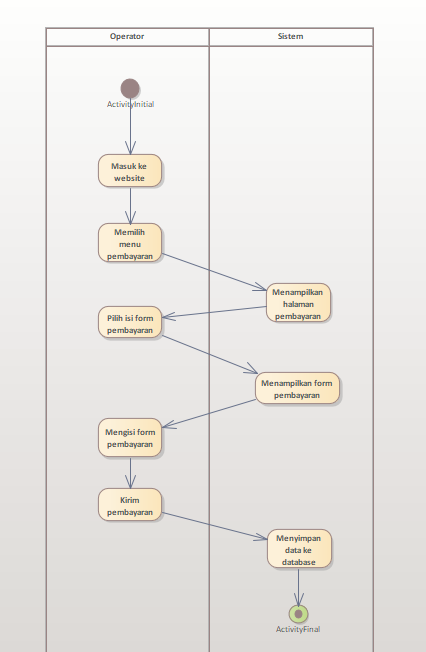 Operator
Sistem
ActivityInitial
Masuk ke
website
Memilih
menu
pembayaran
Menampilkan
halaman
pembayaran
Pilih isi form
pembayaran
Menampilkan form
pembayaran
Mengisi form
pembayaran
Kirim
pembayaran
Menyimpan
data ke
database
ActivityFinal